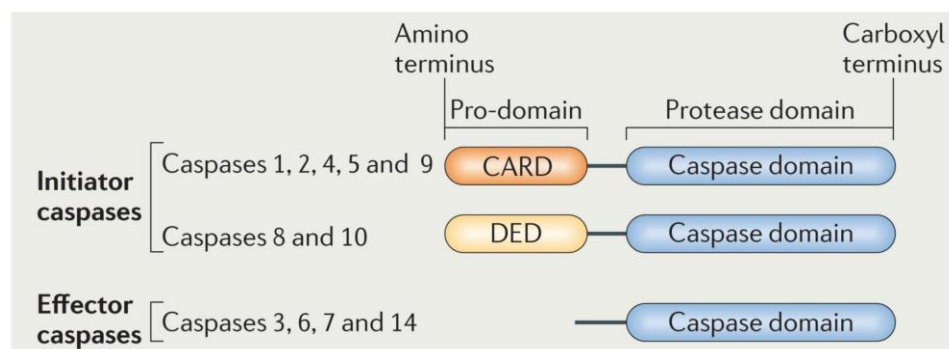 Amino
terminus
Carboxyl
terminus
Pro-domain
Protease domain
Initiator
caspases
Caspases 1, 2, 4, 5 and 9
CARD
Caspase domain
Caspases 8 and 10
DED
Caspase domain
Effector
caspases
Caspases 3, 6, 7 and 14
Caspase domain